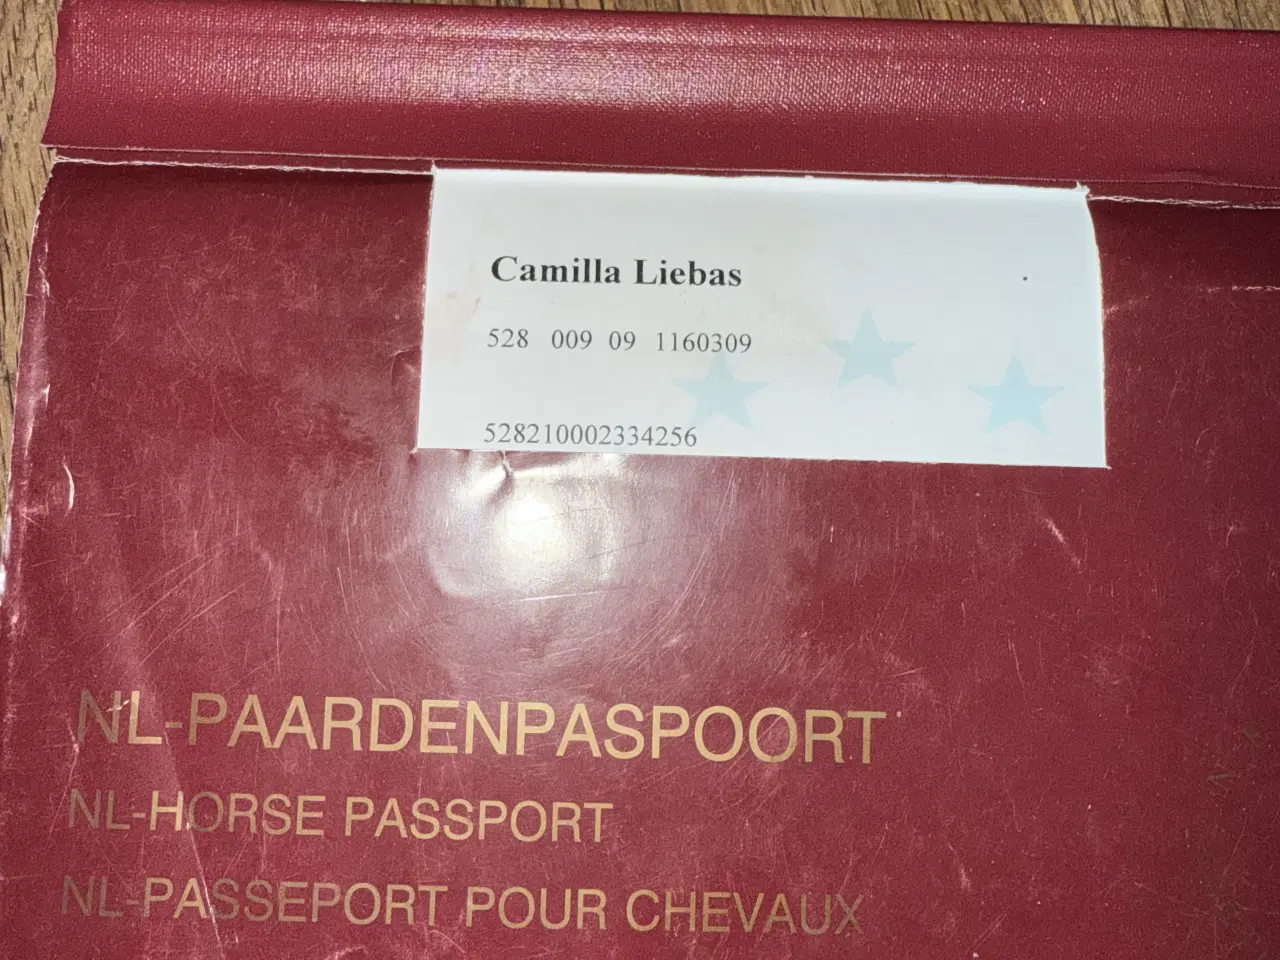 Camilla Liebas
528 009 09 1160309
528210002334256
NL-PAARDENPASPOORT
NL-HORSE PASSPORT
NL-PASSEPORT POUR CHEVAUX